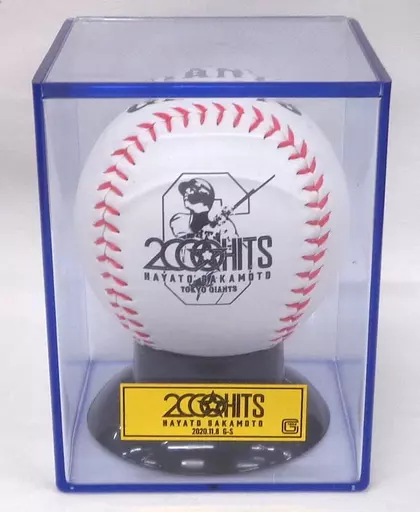 2000HITS
HAYATO SAKAMOTO
TOKYO GIANTS
2000HITS
HAYATO SAKAMOTO
2020.11.8 G-S